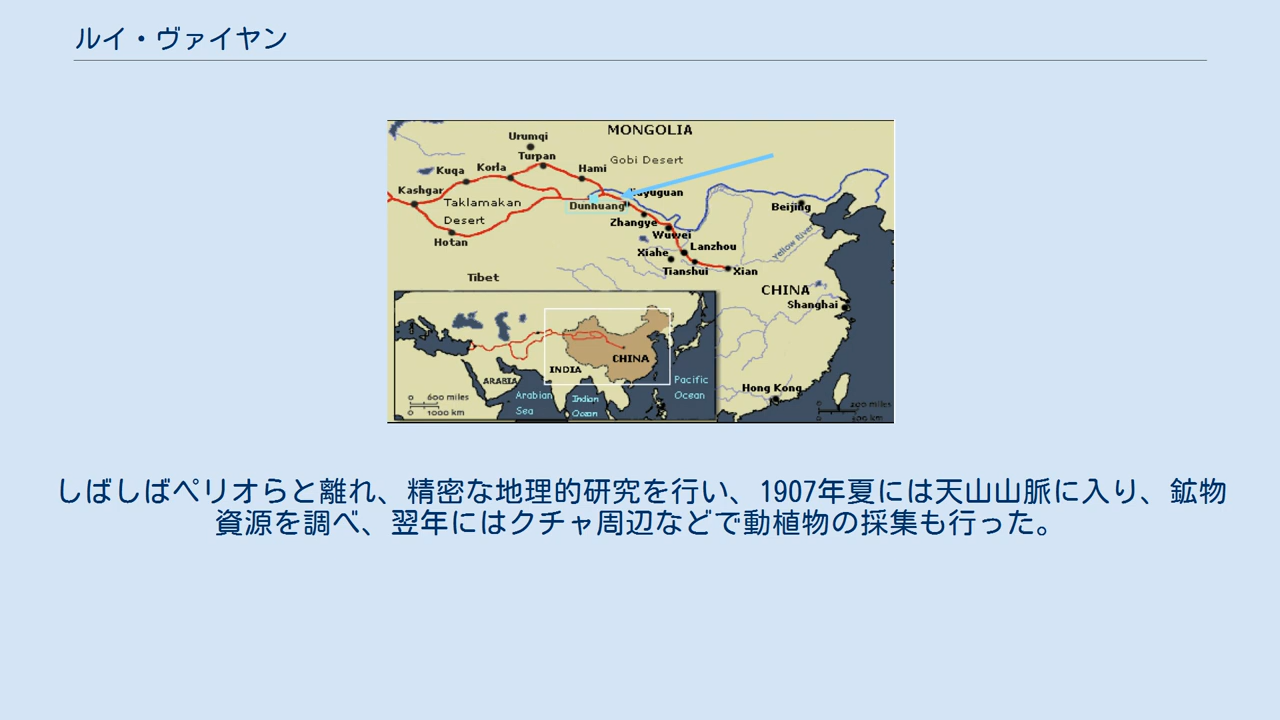 ルイ・ヴァイヤン
MONGOLIA
Urumqi
Turpan
Gobi Desert
Kuqa
Korla
Hami
Kashgar
Taklamakan
Desert
Dunhuang
Beijing
Zhangye
Hotan
Wuwei
Yellow River
Xiahe
Lanzhou
Tianshui
Xian
Tibet
CHINA
Shanghai
CHINA
INDIA
ARABIA
Pacific
Ocean
Arabian
Sea
Indian
Ocean
Hong Kong
0 600 miles
0 1000 km
しばしばペリオらと離れ、精密な地理的研究を行い、1907年夏には天山山脈に入り、鉱物
資源を調べ、翌年にはクチャ周辺などで動植物の採集も行った。